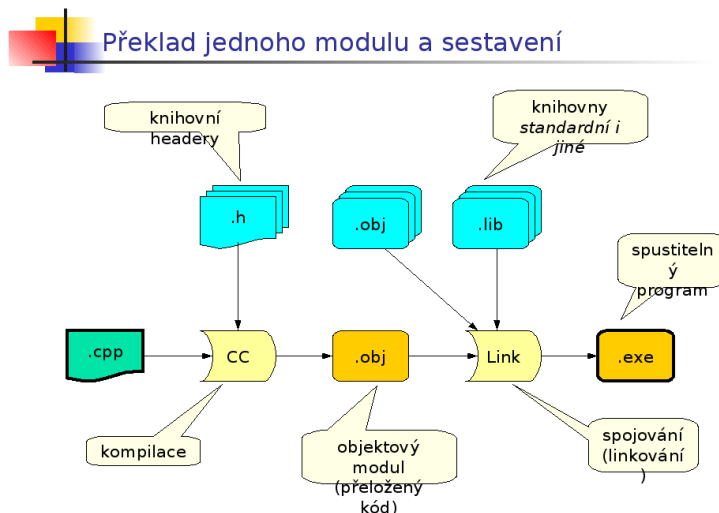 Překlad jednoho modulu a sestavení
knihovní
headery
knihovny
standardní i
jiné
.h
.obj
.lib
spustiteln
ý
program
.cpp
CC
.obj
Link
.exe
kompilace
objektový
modul
(přeložený
kód)
spojování
(linkování
)